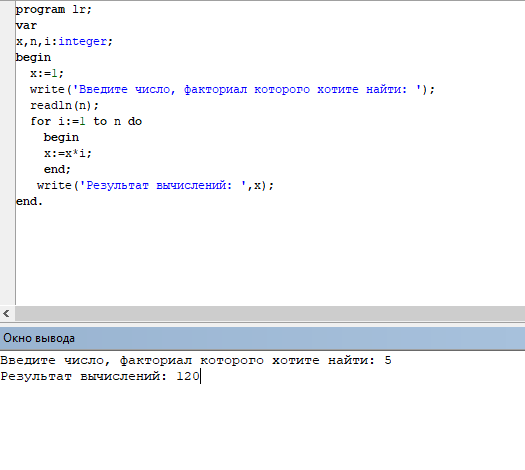 program lr;
var
x,n,i:integer;
begin
x:=1;
write('Введите число, факториал которого хотите найти: ');
readln(n);
for i:=1 to n do
begin
x:=x*i;
end;
write('Результат вычислений: ',x);
end.
Окно вывода
Введите число, факториал которого хотите найти: 5
Результат вычислений: 120